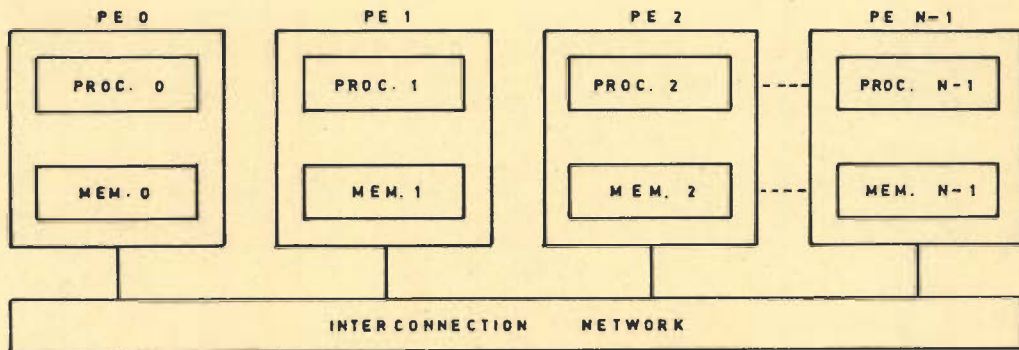 PE 0 PE 1 PE 2 PE N-1
PROC. 0 PROC. 1 PROC. 2 PROC. N-1
MEM. 0 MEM. 1 MEM. 2 MEM. N-1
INTERCONNECTION NETWORK